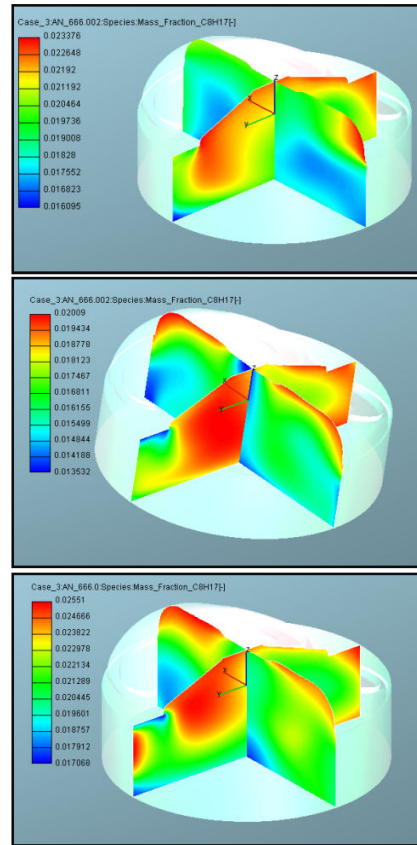 Case_3:AN_666.002:Species:Mass_Fraction_C8H17[-]
0.023376
0.022648
0.02192
0.021192
0.020464
0.019736
0.019008
0.01828
0.017552
0.016823
0.016095
z
x
y
Case_3:AN_666.002:Species:Mass_Fraction_C8H17[-]
0.02009
0.019434
0.018778
0.018123
0.017467
0.016811
0.016155
0.015499
0.014844
0.014188
0.013532
z
x
y
Case_3:AN_666.0:Species:Mass_Fraction_C8H17[-]
0.02551
0.024666
0.023822
0.022978
0.022134
0.021289
0.020445
0.019601
0.018757
0.017912
0.017068
z
x
y